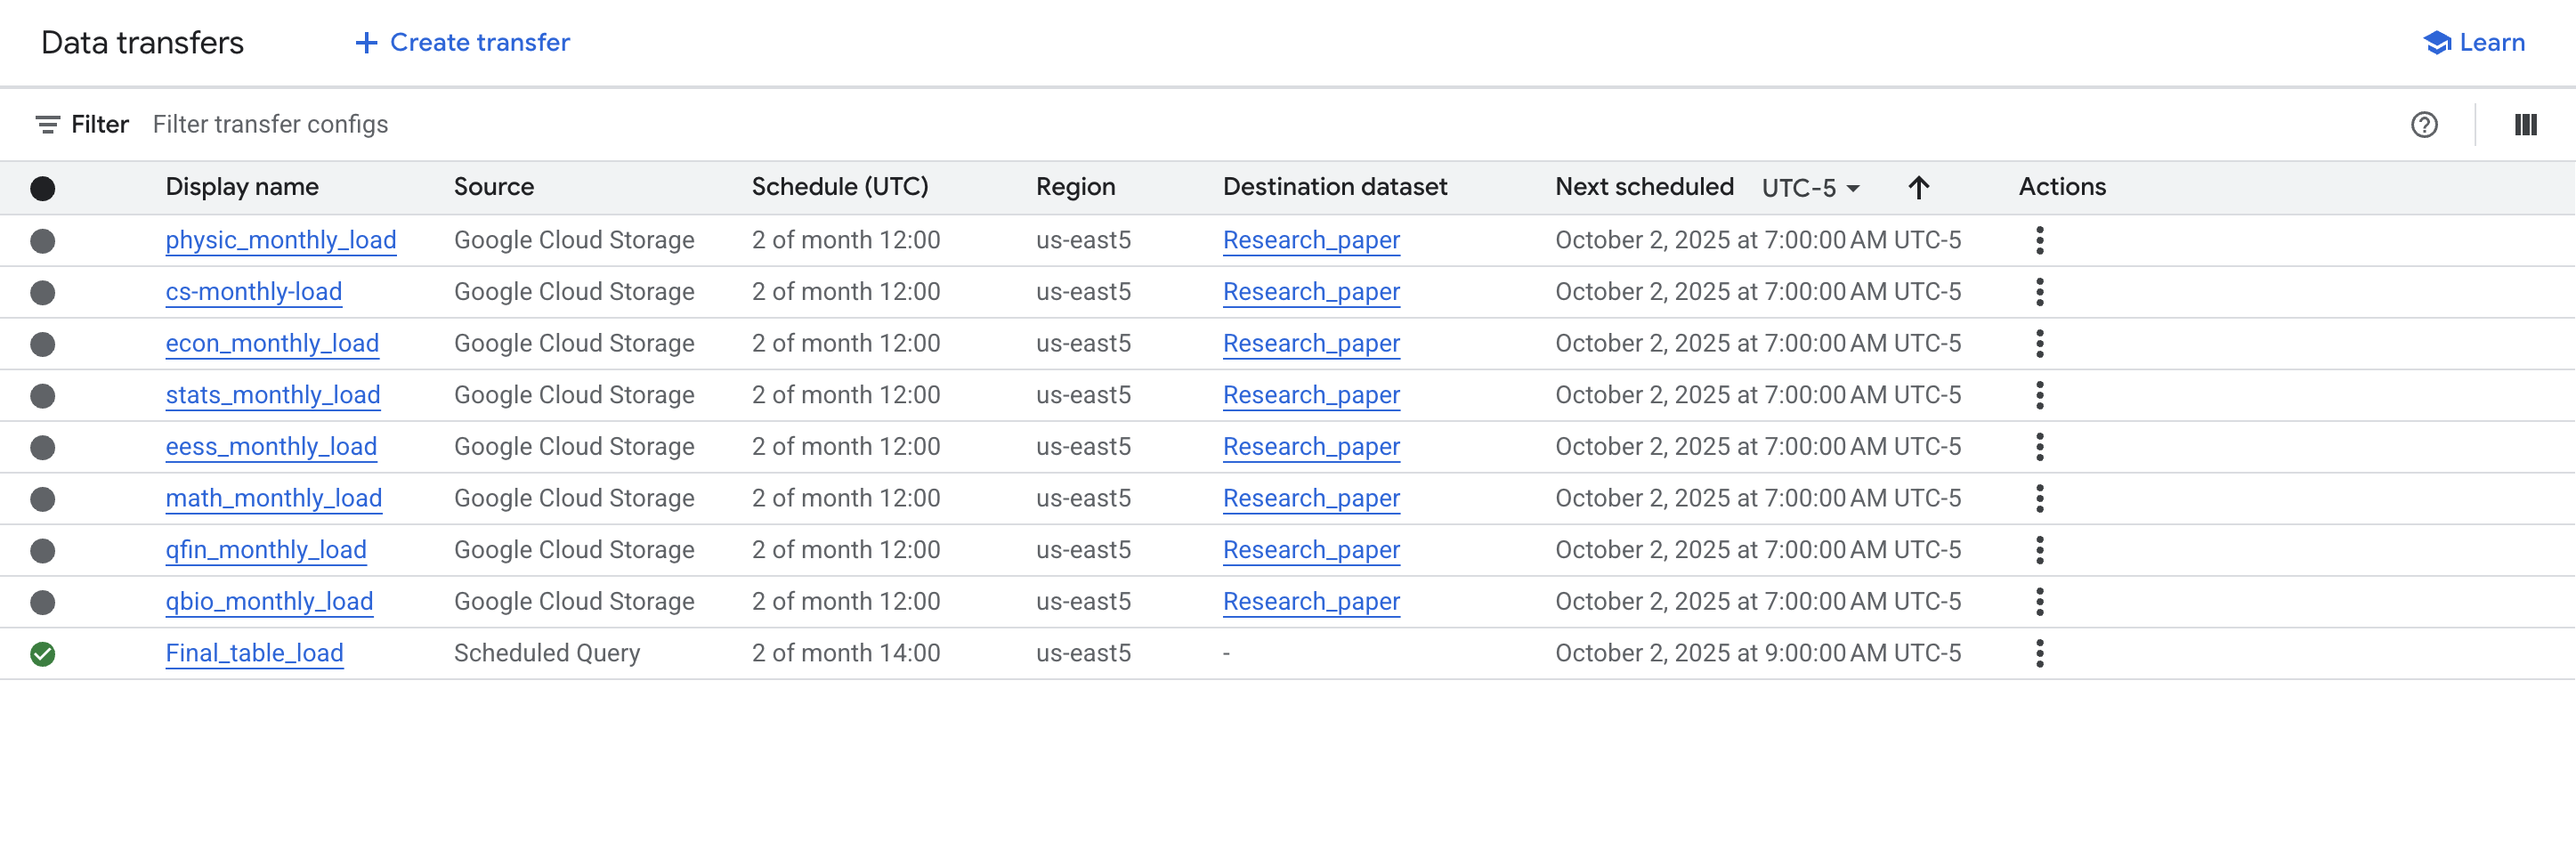 Data transfers + Create transfer Learn
Filter Filter transfer configs
Display name Source Schedule (UTC) Region Destination dataset Next scheduled UTC-5 Actions
physic_monthly_load Google Cloud Storage 2 of month 12:00 us-east5 Research_paper October 2, 2025 at 7:00:00 AM UTC-5
cs-monthly-load Google Cloud Storage 2 of month 12:00 us-east5 Research_paper October 2, 2025 at 7:00:00 AM UTC-5
econ_monthly_load Google Cloud Storage 2 of month 12:00 us-east5 Research_paper October 2, 2025 at 7:00:00 AM UTC-5
stats_monthly_load Google Cloud Storage 2 of month 12:00 us-east5 Research_paper October 2, 2025 at 7:00:00 AM UTC-5
eess_monthly_load Google Cloud Storage 2 of month 12:00 us-east5 Research_paper October 2, 2025 at 7:00:00 AM UTC-5
math_monthly_load Google Cloud Storage 2 of month 12:00 us-east5 Research_paper October 2, 2025 at 7:00:00 AM UTC-5
qfin_monthly_load Google Cloud Storage 2 of month 12:00 us-east5 Research_paper October 2, 2025 at 7:00:00 AM UTC-5
qbio_monthly_load Google Cloud Storage 2 of month 12:00 us-east5 Research_paper October 2, 2025 at 7:00:00 AM UTC-5
Final_table_load Scheduled Query 2 of month 14:00 us-east5 - October 2, 2025 at 9:00:00 AM UTC-5